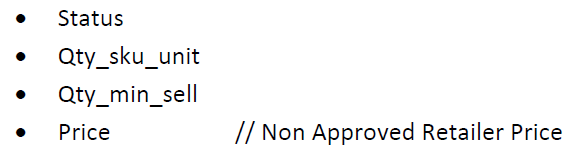 • Status
• Qty_sku_unit
• Qty_min_sell
• Price // Non Approved Retailer Price